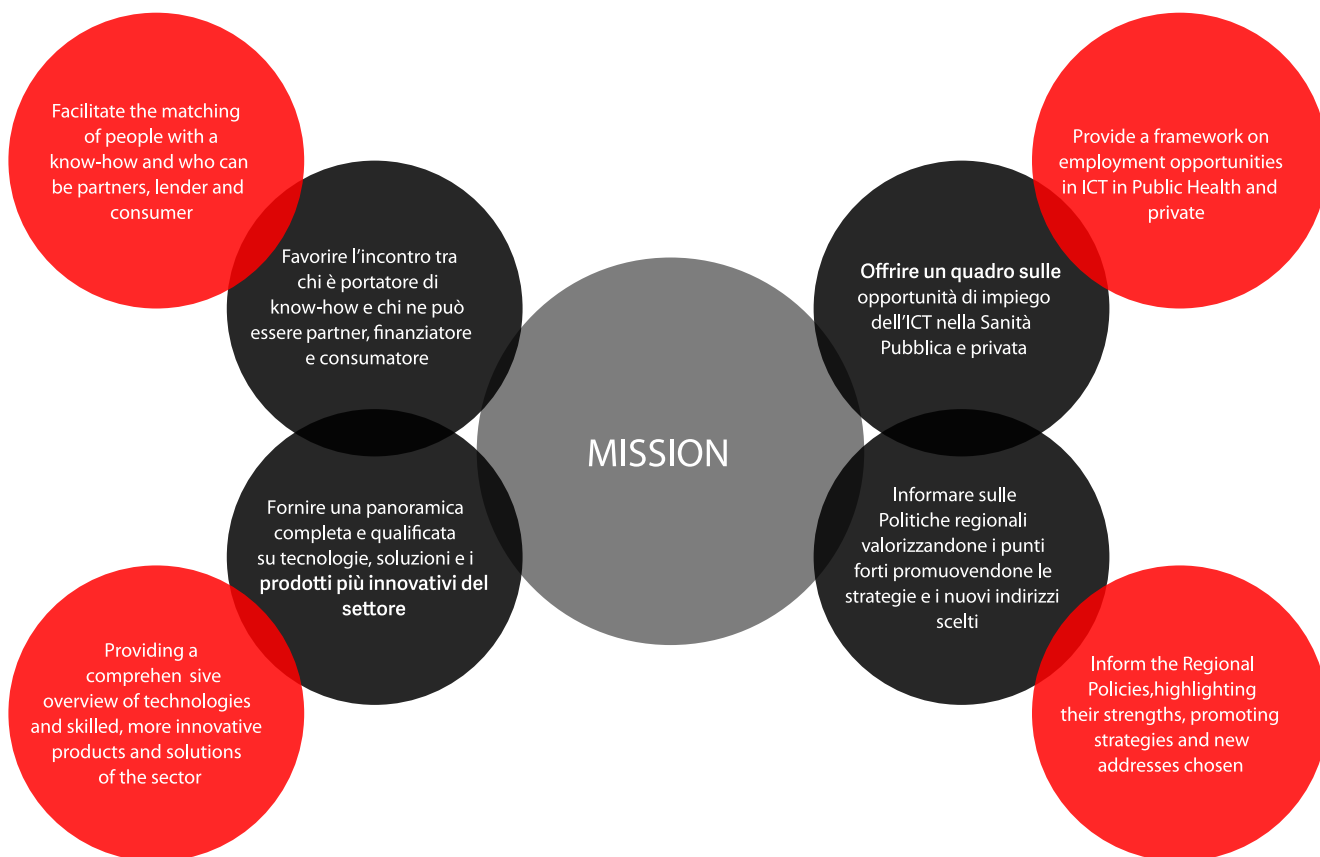 Facilitate the matching
of people with a
know-how and who can
be partners, lender and
consumer
Favorire l'incontro tra
chi è portatore di
know-how e chi ne può
essere partner, finanziatore
e consumatore
MISSION
Offrire un quadro sulle
opportunità di impiego
dell'ICT nella Sanità
Pubblica e privata
Provide a framework on
employment opportunities
in ICT in Public Health and
private
Fornire una panoramica
completa e qualificata
su tecnologie, soluzioni e i
prodotti più innovativi del
settore
Providing a
comprehen sive
overview of technologies
and skilled, more innovative
products and solutions
of the sector
Informare sulle
Politiche regionali
valorizzandone i punti
forti promuovendone le
strategie e i nuovi indirizzi
scelti
Inform the Regional
Policies,highlighting
their strengths, promoting
strategies and new
addresses chosen